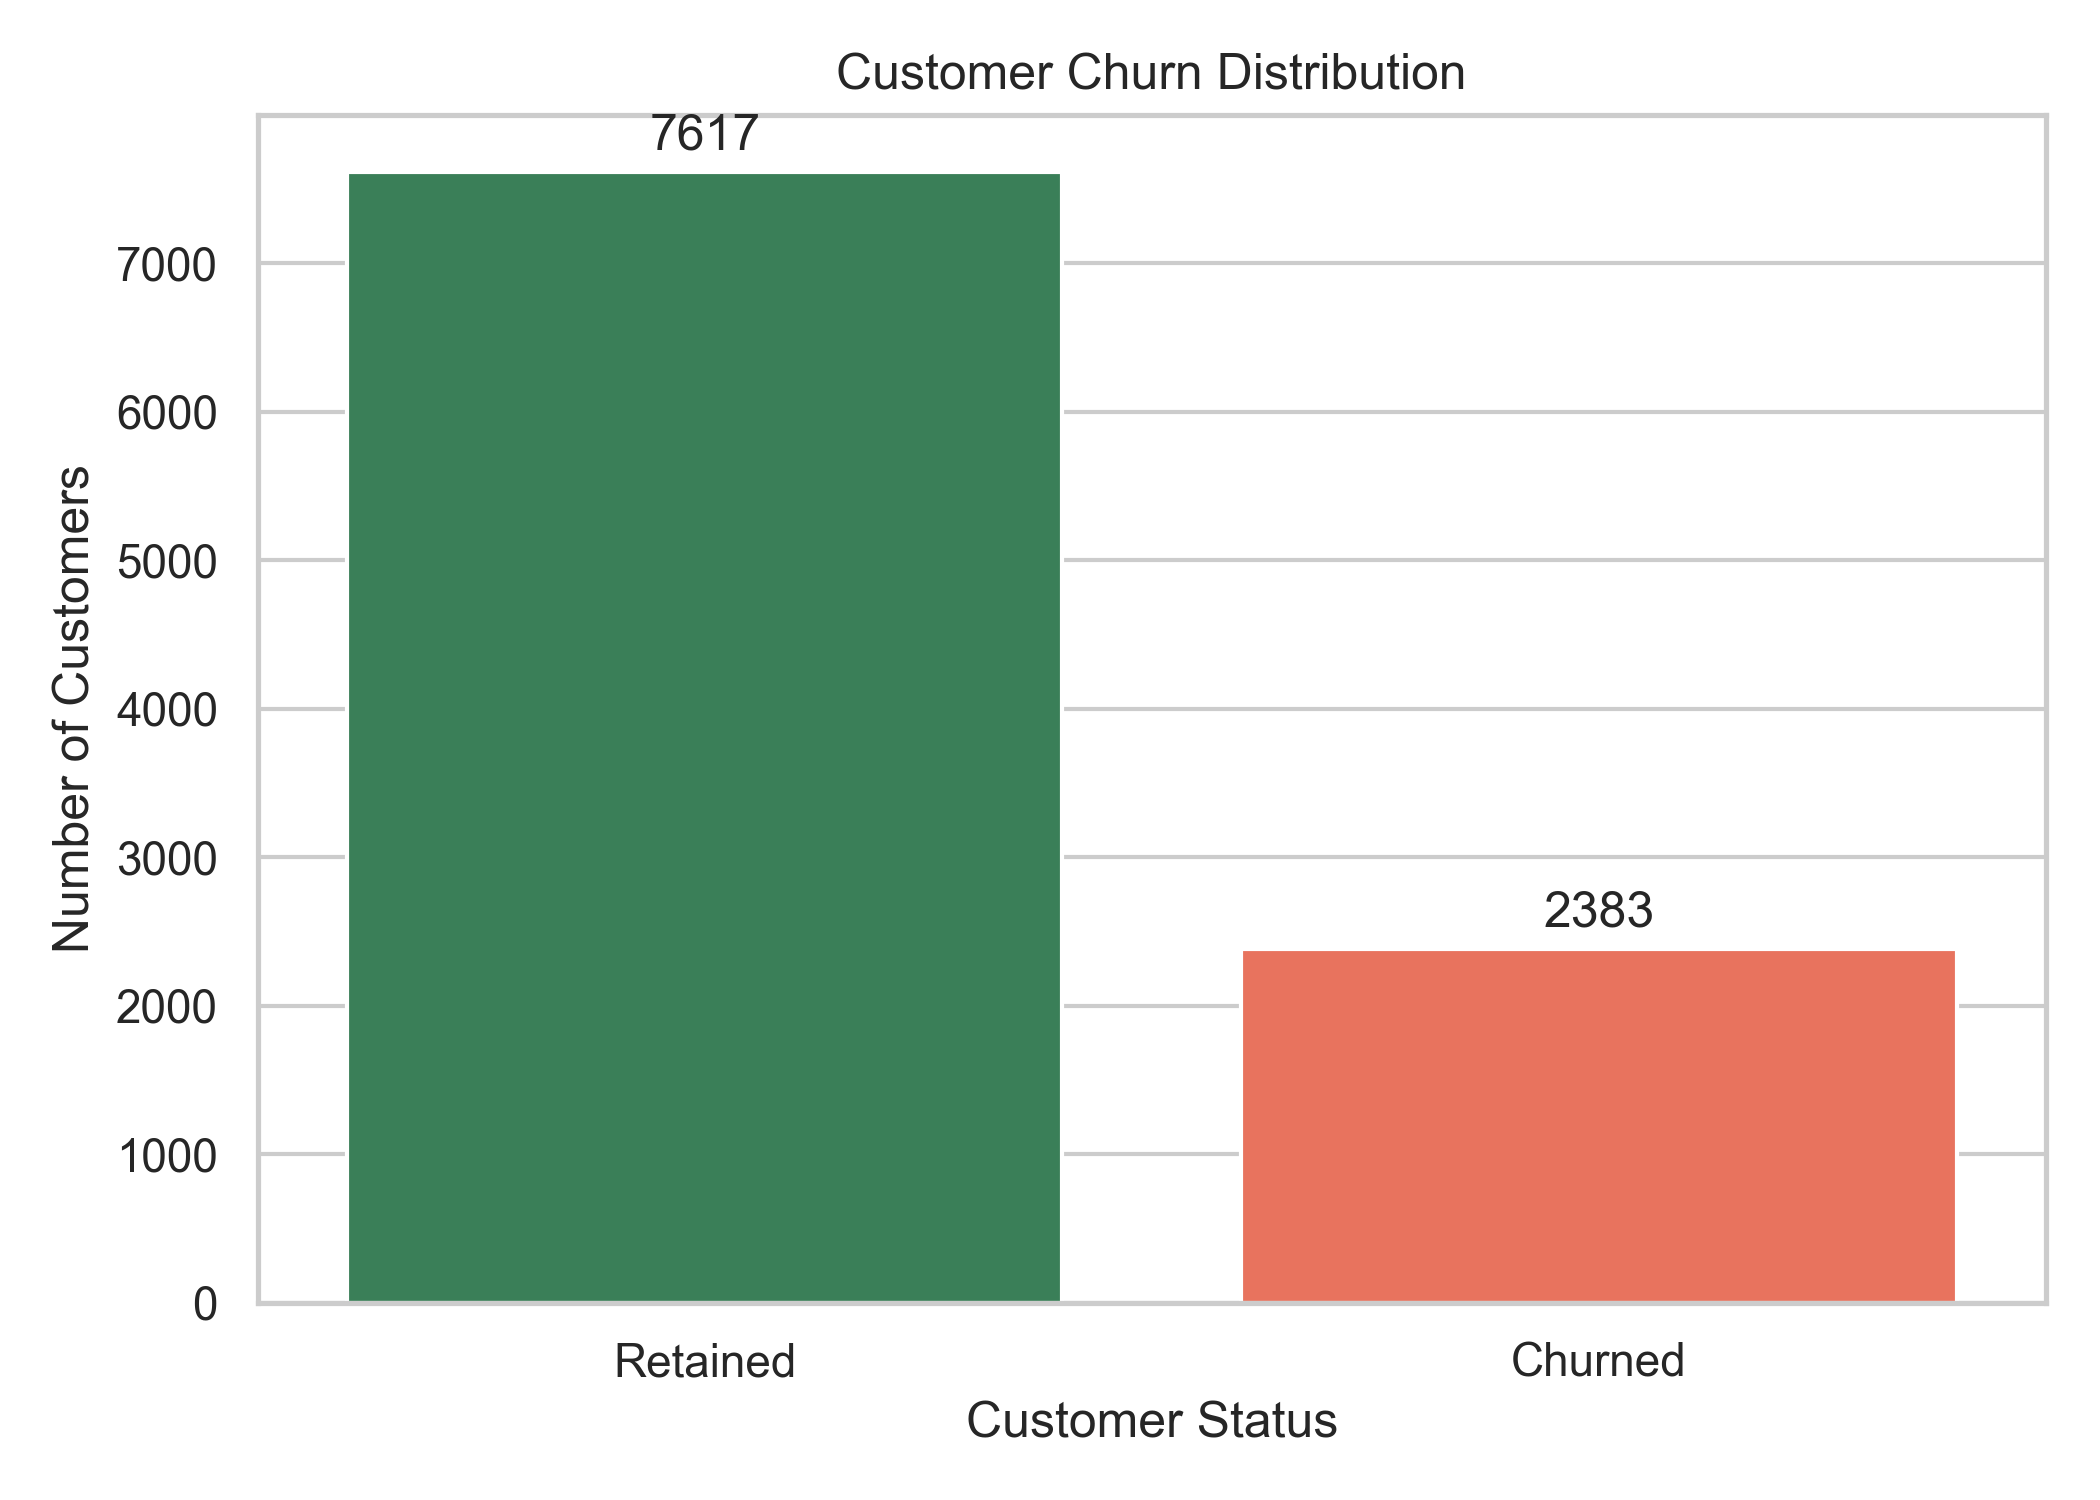 Customer Churn Distribution
7617
7000
6000
5000
4000
3000
2383
2000
1000
0
Number of Customers
Retained
Churned
Customer Status